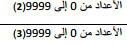 الأعداد من 0 إلى 9999(2)
الأعداد من 0 إلى 9999(3)